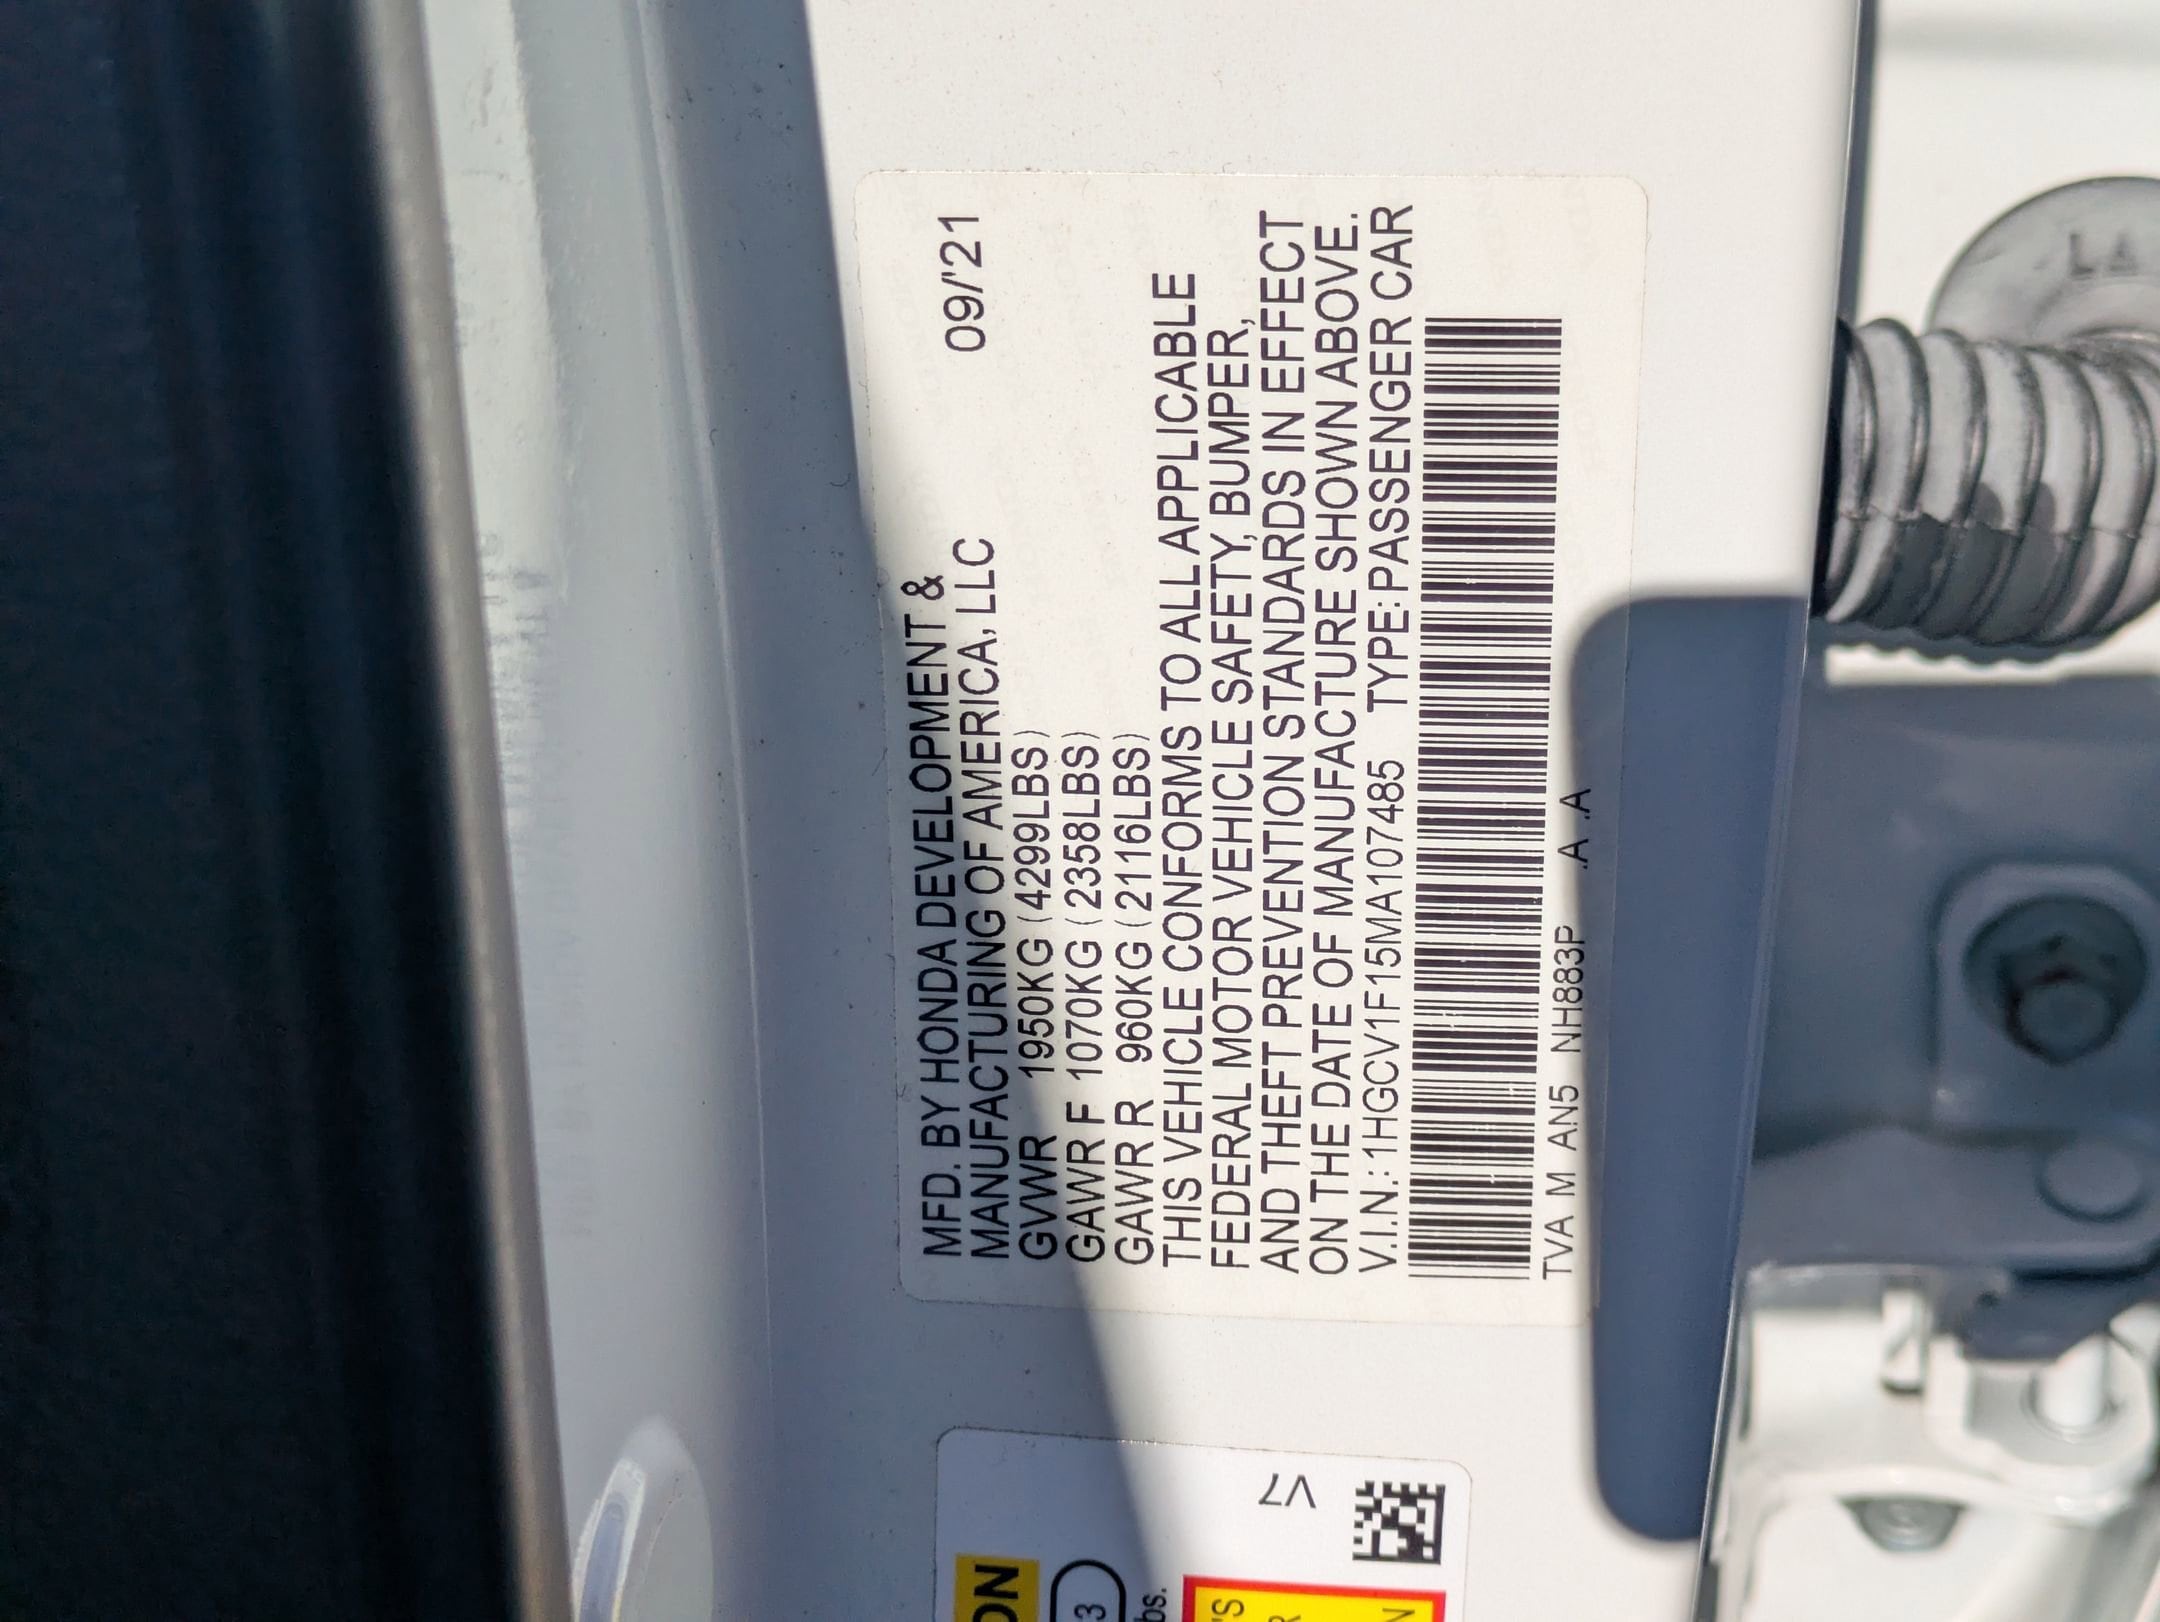 MFD. BY HONDA DEVELOPMENT &
MANUFACTURING OF AMERICA, LLC 09/'21
GVWR 1950KG (4299LBS)
GAWR F 1070KG (2358LBS)
GAWR R 960KG (2116LBS)
THIS VEHICLE CONFORMS TO ALL APPLICABLE
FEDERAL MOTOR VEHICLE SAFETY, BUMPER,
AND THEFT PREVENTION STANDARDS IN EFFECT
ON THE DATE OF MANUFACTURE SHOWN ABOVE.
V.I.N.: 1HGCV1F15MA107485 TYPE: PASSENGER CAR
TVA M AN5 NH883P .A .A
V7
3